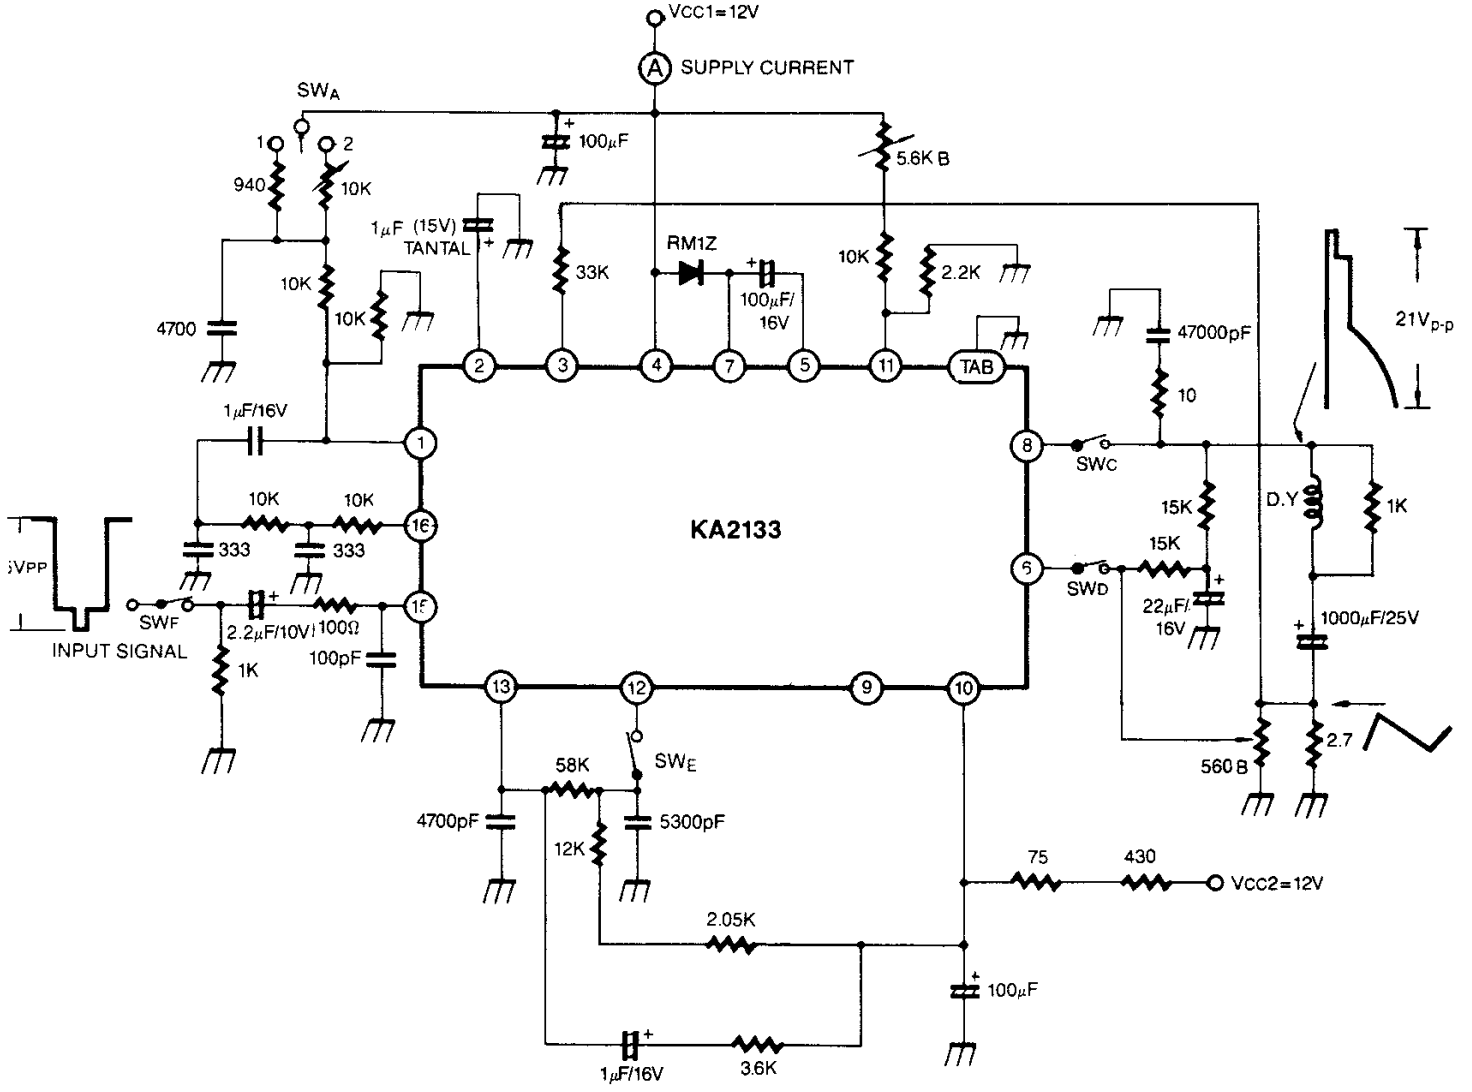 VCC1=12V
A
SUPPLY CURRENT
SWA
1
2
100µF
5.6K B
940
10K
1µF (15V)
TANTAL
RM1Z
33K
10K
2.2K
10K
10K
100µF/
16V
4700
47000pF
21Vp-p
2
3
4
7
5
11
TAB
10
1µF/16V
1
8
SWC
10K
10K
16
KA2133
15K
D.Y
1K
333
333
15K
VPP
6
SWD
SWF
2.2µF/10V
100Ω
15
22µF/
16V
1000µF/25V
INPUT SIGNAL
1K
100pF
13
12
9
10
2.7
SWE
560 B
58K
4700pF
5300pF
12K
75
430
VCC2=12V
2.05K
100µF
3.6K
1µF/16V